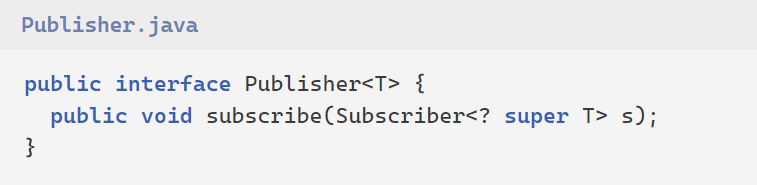 Publisher.java
public interface Publisher<T> {
  public void subscribe(Subscriber<? super T> s);
}